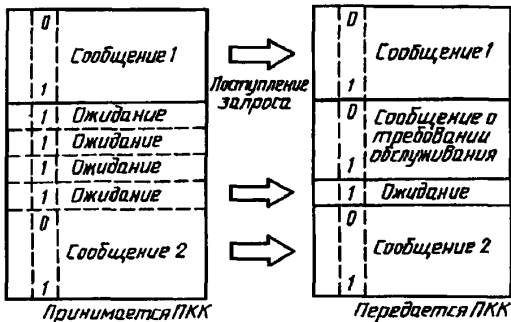 0
Сообщение 1
1
1 Ожидание
1 Ожидание
1 Ожидание
1 Ожидание
0
Сообщение 2
1
Принимается ПКК
Поступление
запроса
0
Сообщение 1
1
0
Сообщение о
требовании
обслуживания
1
1 Ожидание
0
Сообщение 2
1
Передается ПКК